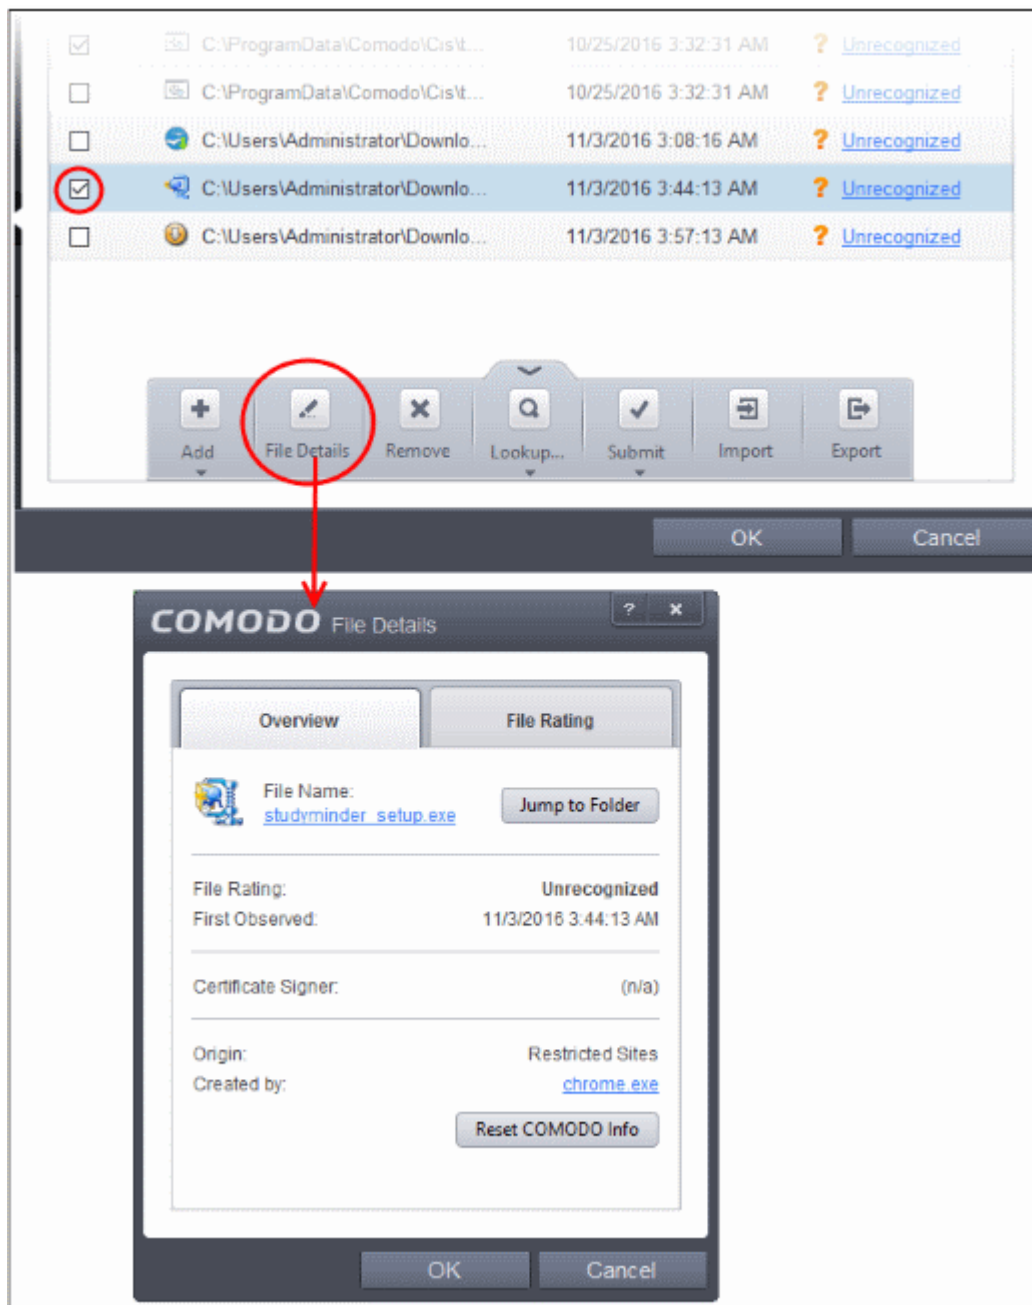 C:\ProgramData\Comodo\Cis\t... 10/25/2016 3:32:31 AM ? Unrecognized
C:\ProgramData\Comodo\Cis\t... 10/25/2016 3:32:31 AM ? Unrecognized
C:\Users\Administrator\Downlo... 11/3/2016 3:08:16 AM ? Unrecognized
C:\Users\Administrator\Downlo... 11/3/2016 3:44:13 AM ? Unrecognized
C:\Users\Administrator\Downlo... 11/3/2016 3:57:13 AM ? Unrecognized
Add File Details Remove Lookup... Submit Import Export
OK Cancel
COMODO File Details ? x
Overview File Rating
File Name:
studyminder_setup.exe Jump to Folder
File Rating: Unrecognized
First Observed: 11/3/2016 3:44:13 AM
Certificate Signer: (n/a)
Origin: Restricted Sites
Created by: chrome.exe
Reset COMODO Info
OK Cancel